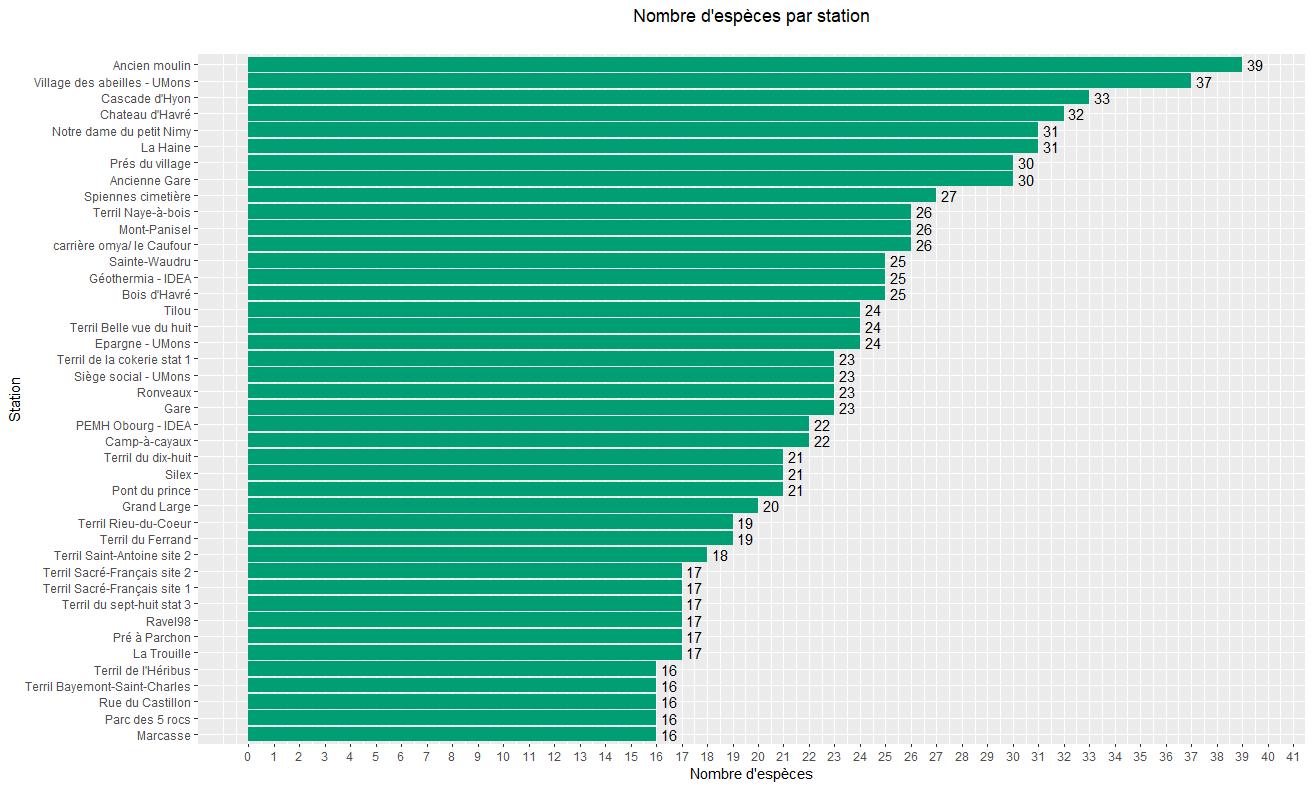 Nombre d'espèces par station
Station
Ancien moulin 39
Village des abeilles - UMons 37
Cascade d'Hyon 33
Chateau d'Havré 32
Notre dame du petit Nimy 31
La Haine 31
Prés du village 30
Ancienne Gare 30
Spiennes cimetière 27
Terril Naye-à-bois 26
Mont-Panisel 26
carrière omya/ le Caufour 26
Sainte-Waudru 25
Géothermia - IDEA 25
Bois d'Havré 25
Tilou 24
Terril Belle vue du huit 24
Epargne - UMons 24
Terril de la cokerie stat 1 23
Siège social - UMons 23
Ronveaux 23
Gare 23
PEMH Obourg - IDEA 22
Camp-à-cayaux 22
Terril du dix-huit 21
Silex 21
Pont du prince 21
Grand Large 20
Terril Rieu-du-Coeur 19
Terril du Ferrand 19
Terril Saint-Antoine site 2 18
Terril Sacré-Français site 2 17
Terril Sacré-Français site 1 17
Terril du sept-huit stat 3 17
Ravel98 17
Pré à Parchon 17
La Trouille 17
Terril de l'Héribus 16
Terril Bayemont-Saint-Charles 16
Rue du Castillon 16
Parc des 5 rocs 16
Marcasse 16
0 1 2 3 4 5 6 7 8 9 10 11 12 13 14 15 16 17 18 19 20 21 22 23 24 25 26 27 28 29 30 31 32 33 34 35 36 37 38 39 40 41
Nombre d'espèces